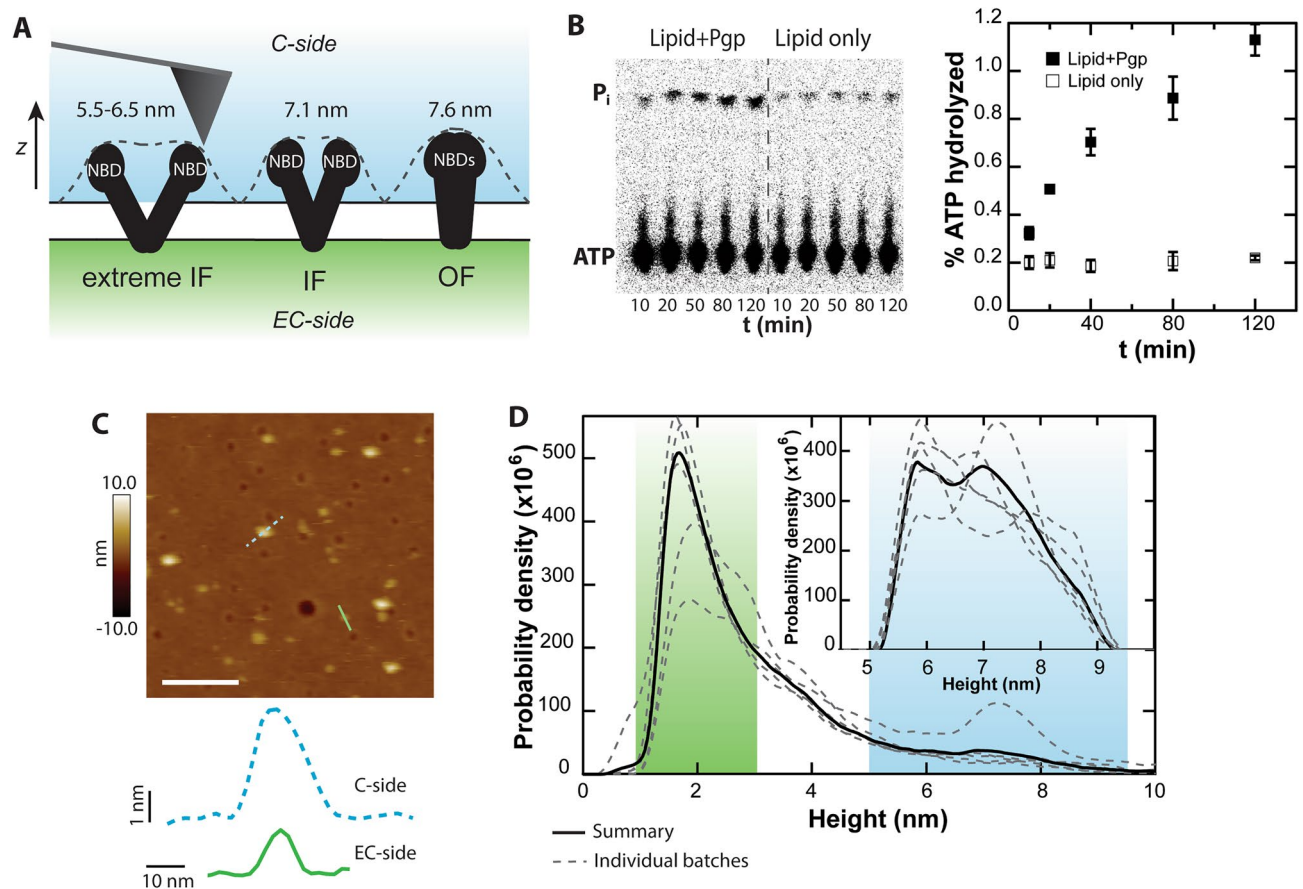 A
C-side
5.5-6.5 nm
7.1 nm
7.6 nm
z
NBD
NBD
NBD
NBD
NBDs
extreme IF
IF
OF
EC-side
B
Lipid+Pgp
Lipid only
Pi
ATP
10 20 50 80 120 10 20 50 80 120
t (min)
% ATP hydrolyzed
1.2
1.0
0.8
0.6
0.4
0.2
0.0
Lipid+Pgp
Lipid only
0 40 80 120
t (min)
C
10.0
nm
-10.0
C-side
1 nm
EC-side
10 nm
D
Probability density (x10⁶)
500
400
300
200
100
0
0 2 4 6 8 10
Height (nm)
Probability density (x10⁶)
400
300
200
100
0
5 6 7 8 9
Height (nm)
Summary
Individual batches